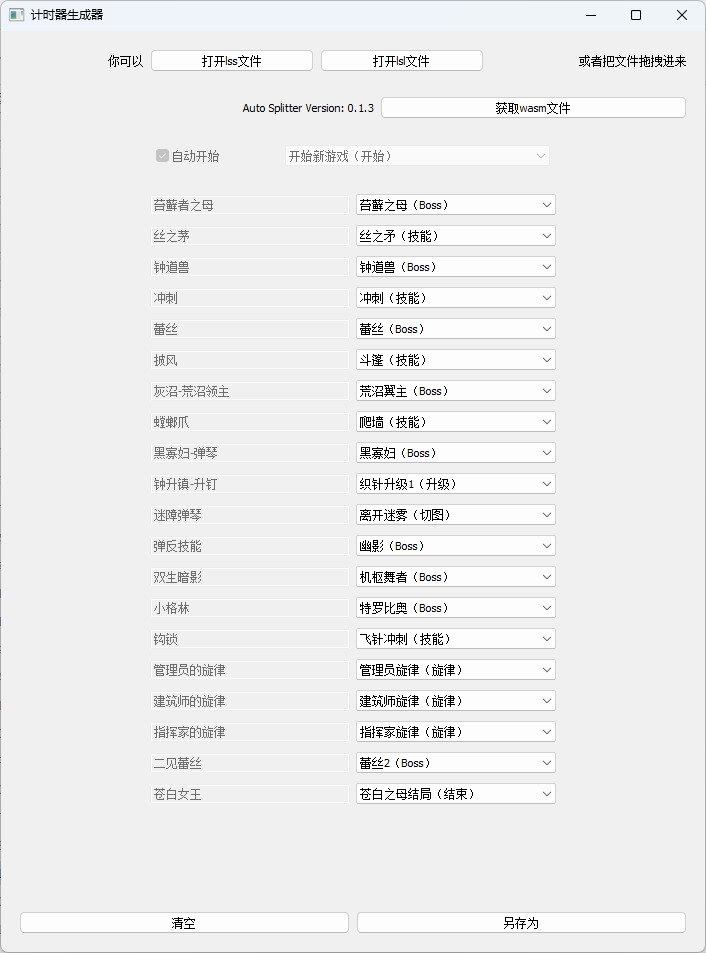 计时器生成器
你可以 打开lss文件 打开lsl文件 或者把文件拖拽进来
Auto Splitter Version: 0.1.3 获取wasm文件
自动开始 开始新游戏（开始）
苔藓者之母 苔藓之母（Boss）
丝之茅 丝之矛（技能）
钟道兽 钟道兽（Boss）
冲刺 冲刺（技能）
蕾丝 蕾丝（Boss）
披风 斗篷（技能）
灰沼-荒沼领主 荒沼翼主（Boss）
螳螂爪 爬墙（技能）
黑寡妇-弹琴 黑寡妇（Boss）
钟升镇-升钉 织针升级1（升级）
迷障弹琴 离开迷雾（切图）
弹反技能 幽影（Boss）
双生暗影 机枢舞者（Boss）
小格林 特罗比奥（Boss）
钩锁 飞针冲刺（技能）
管理员的旋律 管理员旋律（旋律）
建筑师的旋律 建筑师旋律（旋律）
指挥家的旋律 指挥家旋律（旋律）
二见蕾丝 蕾丝2（Boss）
苍白女王 苍白之母结局（结束）
清空 另存为